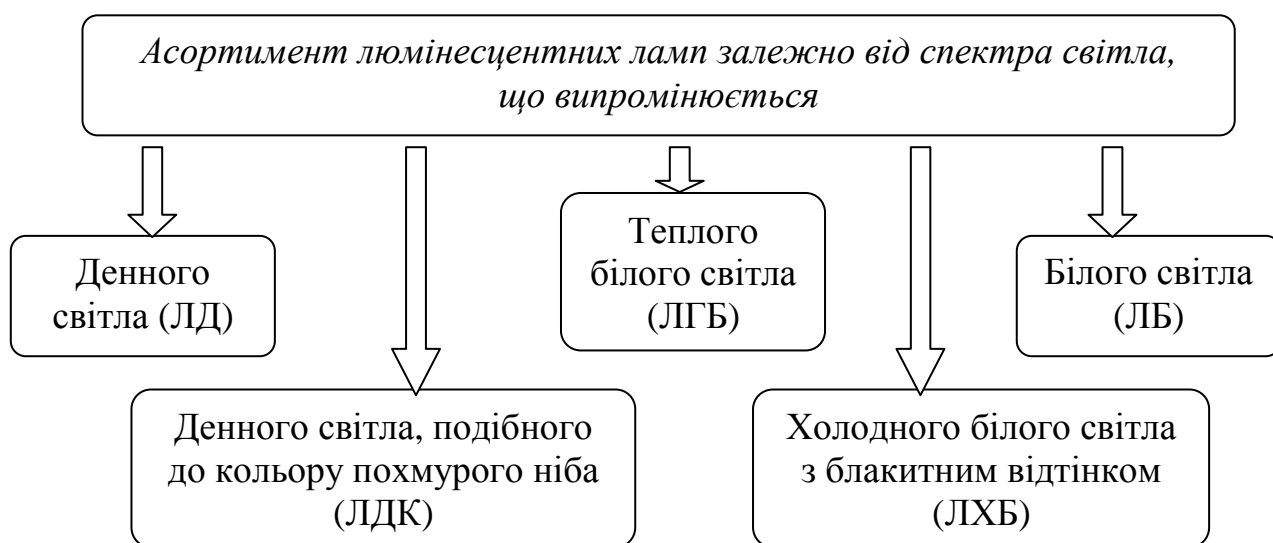 Асортимент люмінесцентних ламп залежно від спектра світла,
що випромінюється
Денного
світла (ЛД)
Теплого
білого світла
(ЛГБ)
Білого світла
(ЛБ)
Денного світла, подібного
до кольору похмурого ніба
(ЛДК)
Холодного білого світла
з блакитним відтінком
(ЛХБ)